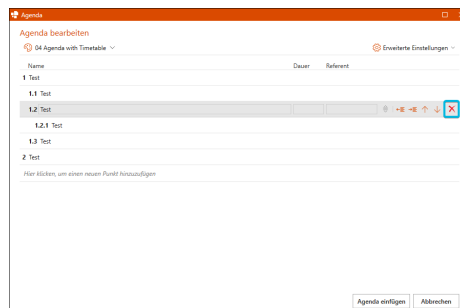 Agenda
Agenda bearbeiten
04 Agenda with Timetable
Erweiterte Einstellungen
Name Dauer Referent
1 Test
1.1 Test
1.2 Test
1.2.1 Test
1.3 Test
2 Test
Hier klicken, um einen neuen Punkt hinzuzufügen
Agenda einfügen Abbrechen